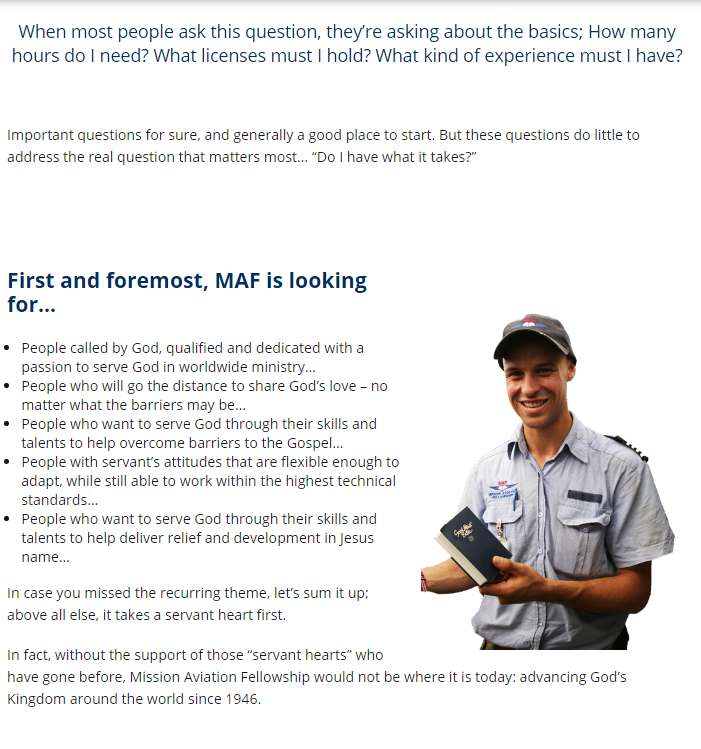 When most people ask this question, they’re asking about the basics; How many
hours do I need? What licenses must I hold? What kind of experience must I have?
Important questions for sure, and generally a good place to start. But these questions do little to
address the real question that matters most... “Do I have what it takes?”
First and foremost, MAF is looking
for...
• People called by God, qualified and dedicated with a
passion to serve God in worldwide ministry...
• People who will go the distance to share God’s love – no
matter what the barriers may be...
• People who want to serve God through their skills and
talents to help overcome barriers to the Gospel...
• People with servant’s attitudes that are flexible enough to
adapt, while still able to work within the highest technical
standards...
• People who want to serve God through their skills and
talents to help deliver relief and development in Jesus
name...
In case you missed the recurring theme, let’s sum it up;
above all else, it takes a servant heart first.
In fact, without the support of those “servant hearts” who
have gone before, Mission Aviation Fellowship would not be where it is today: advancing God’s
Kingdom around the world since 1946.
MAF